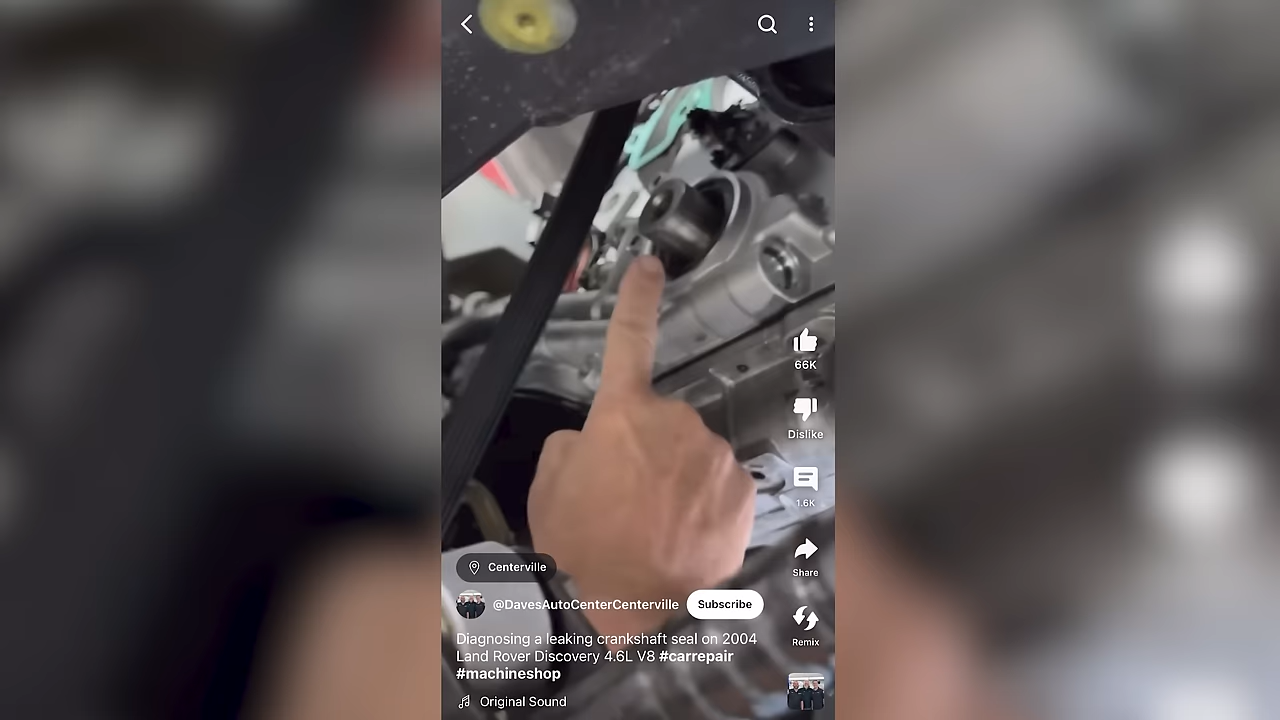 66K
Dislike
1.6K
Share
Remix
Centerville
@DavesAutoCenterCenterville
Subscribe
Diagnosing a leaking crankshaft seal on 2004
Land Rover Discovery 4.6L V8 #carrepair
#machineshop
Original Sound